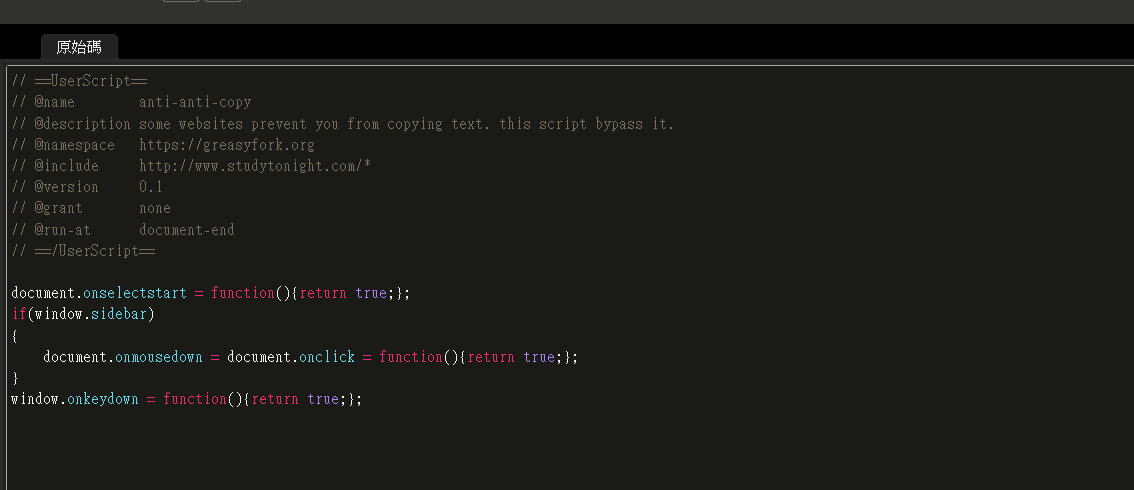 原始碼
// ==UserScript==
// @name        anti-anti-copy
// @description some websites prevent you from copying text. this script bypass it.
// @namespace   https://greasyfork.org
// @include     http://www.studytonight.com/*
// @version     0.1
// @grant       none
// @run-at      document-end
// ==/UserScript==
document.onselectstart = function(){return true;};
if(window.sidebar)
{
    document.onmousedown = document.onclick = function(){return true;};
}
window.onkeydown = function(){return true;};